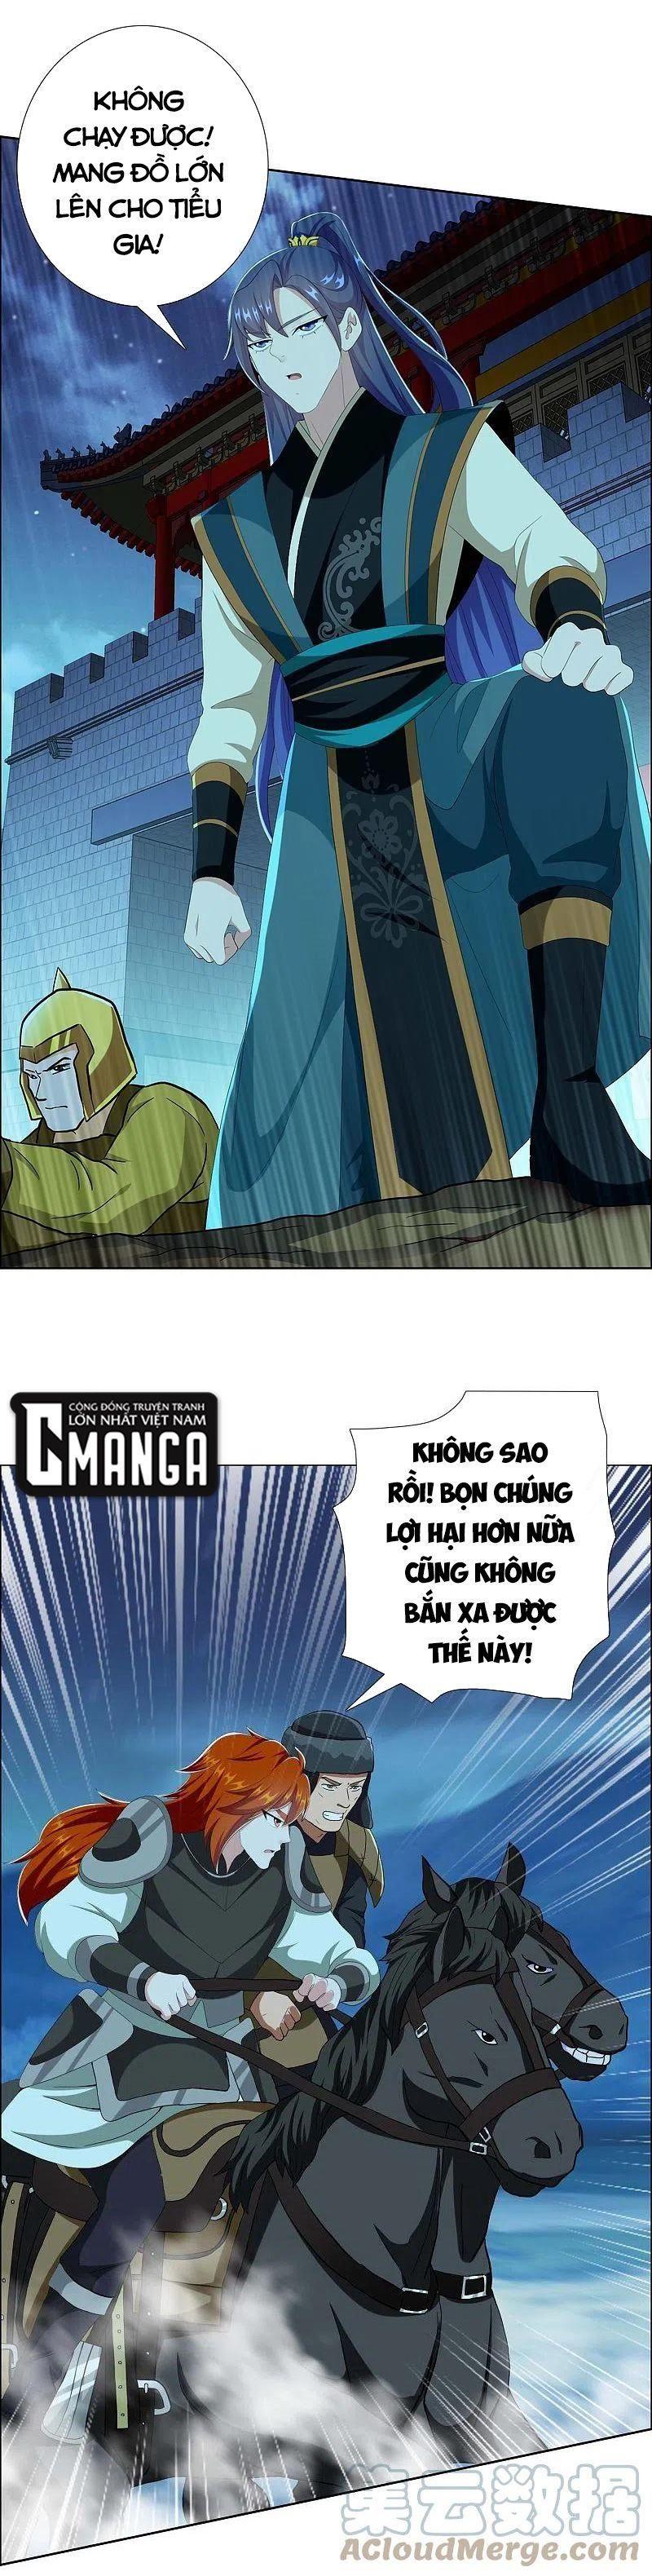 KHÔNG
CHẠY ĐƯỢC!
MANG ĐỒ LỚN
LÊN CHO TIỂU
GIA!
CỘNG ĐỒNG TRUYỆN TRANH
LỚN NHẤT VIỆT NAM
CMANGA
KHÔNG SAO
RỒI! BỌN CHÚNG
LỢI HẠI HƠN NỮA
CŨNG KHÔNG
BẮN XA ĐƯỢC
THẾ NÀY!
集云数据
AcloudMerge.com